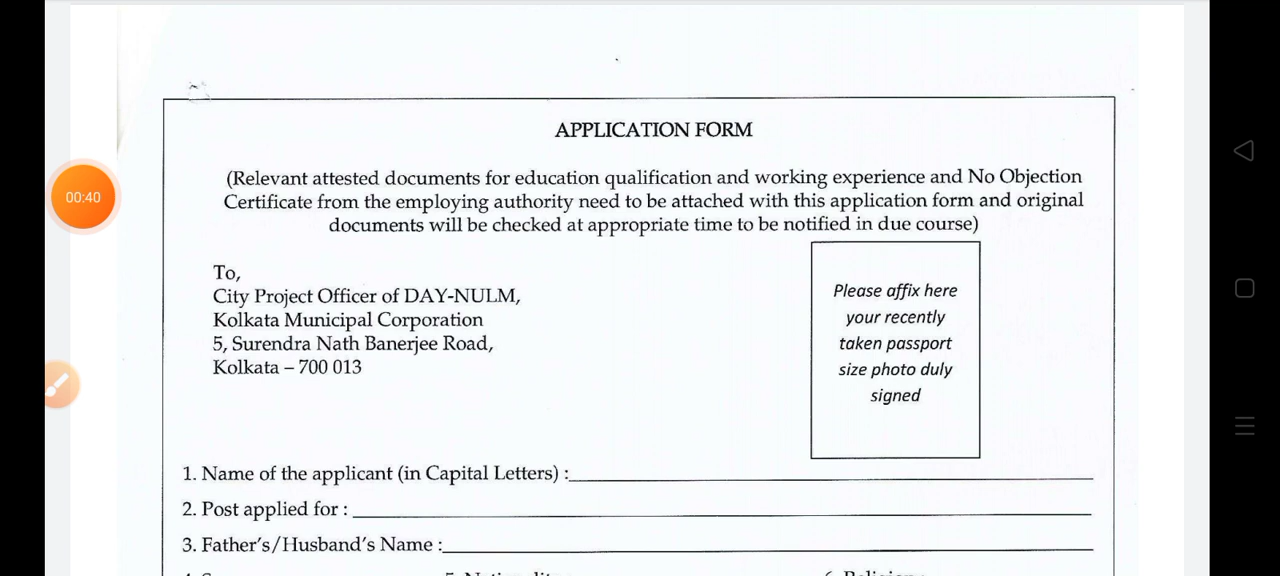 APPLICATION FORM
(Relevant attested documents for education qualification and working experience and No Objection
Certificate from the employing authority need to be attached with this application form and original
documents will be checked at appropriate time to be notified in due course)
To,
City Project Officer of DAY-NULM,
Kolkata Municipal Corporation
5, Surendra Nath Banerjee Road,
Kolkata – 700 013
Please affix here
your recently
taken passport
size photo duly
signed
00:40
1. Name of the applicant (in Capital Letters) :
2. Post applied for :
3. Father's/Husband's Name :
5. Nationality
6. Religion